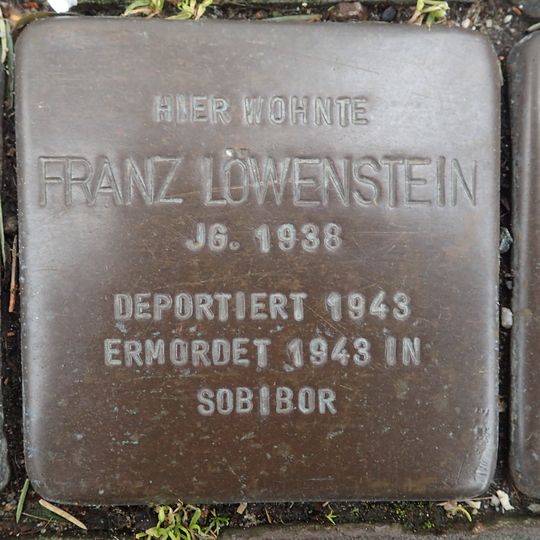 HIER WOHNTE
FRANZ LÖWENSTEIN
JG. 1938
DEPORTIERT 1943
ERMORDET 1943 IN
SOBIBOR